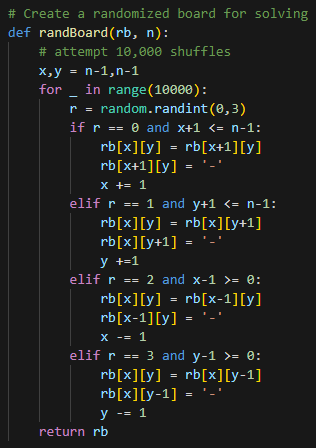 # Create a randomized board for solving
def randBoard(rb, n):
    # attempt 10,000 shuffles
    x,y = n-1,n-1
    for _ in range(10000):
        r = random.randint(0,3)
        if r == 0 and x+1 <= n-1:
            rb[x][y] = rb[x+1][y]
            rb[x+1][y] = '-'
            x += 1
        elif r == 1 and y+1 <= n-1:
            rb[x][y] = rb[x][y+1]
            rb[x][y+1] = '-'
            y +=1
        elif r == 2 and x-1 >= 0:
            rb[x][y] = rb[x-1][y]
            rb[x-1][y] = '-'
            x -= 1
        elif r == 3 and y-1 >= 0:
            rb[x][y] = rb[x][y-1]
            rb[x][y-1] = '-'
            y -= 1
    return rb